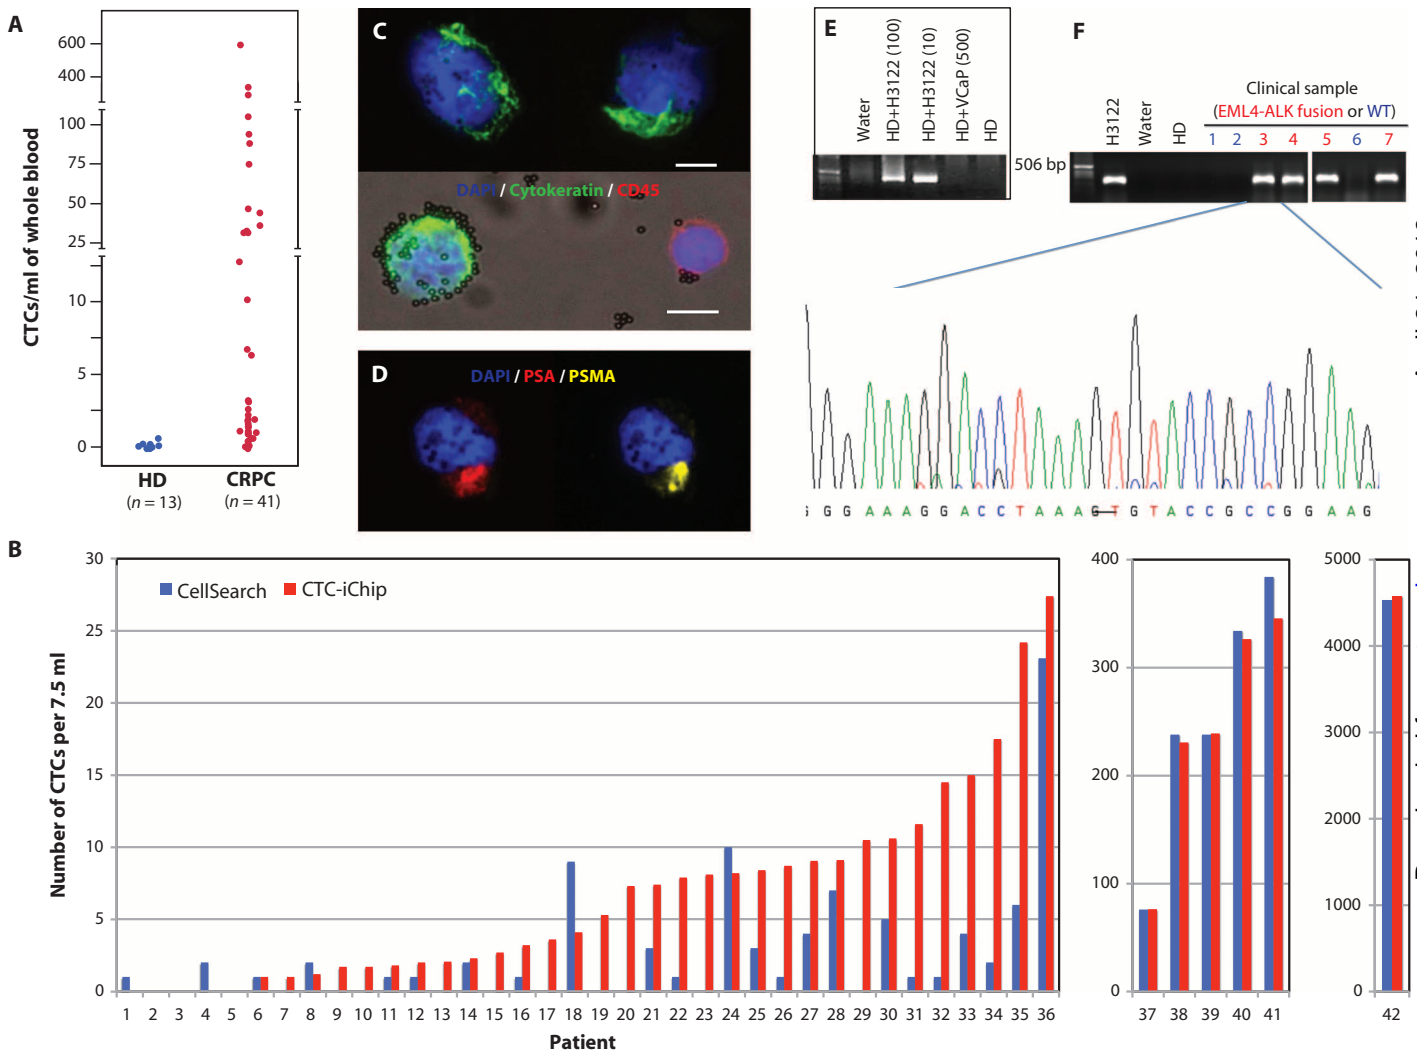 A
CTCs/ml of whole blood
600
400
100
75
50
25
10
5
0
HD
(n = 13)
CRPC
(n = 41)
C
DAPI / Cytokeratin / CD45
D
DAPI / PSA / PSMA
E
Water
HD+H3122 (100)
HD+H3122 (10)
HD+VCaP (500)
HD
506 bp
F
Clinical sample
(EML4-ALK fusion or WT)
H3122
Water
HD
1 2 3 4 5 6 7
G G A A A G G A C C T A A A G T G T A C C G C C G G A A G
B
CellSearch CTC-iChip
Number of CTCs per 7.5 ml
30
25
20
15
10
5
0
1 2 3 4 5 6 7 8 9 10 11 12 13 14 15 16 17 18 19 20 21 22 23 24 25 26 27 28 29 30 31 32 33 34 35 36
400
300
200
100
0
37 38 39 40 41
5000
4000
3000
2000
1000
0
42
Patient